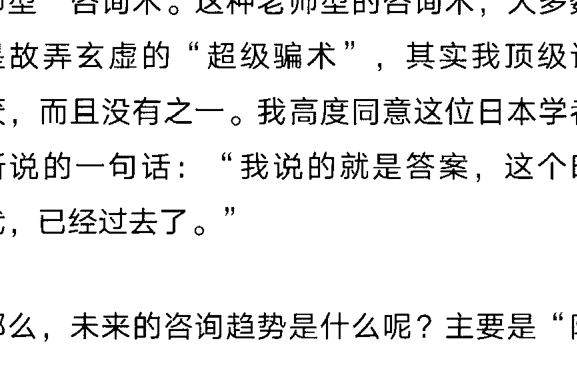 型”咨询术。这种老师型的咨询术，大多
是故弄玄虚的“超级骗术”，其实我顶级
，而且没有之一。我高度同意这位日本学者
所说的一句话：“我说的就是答案，这个
，已经过去了。”
那么，未来的咨询趋势是什么呢？主要是“